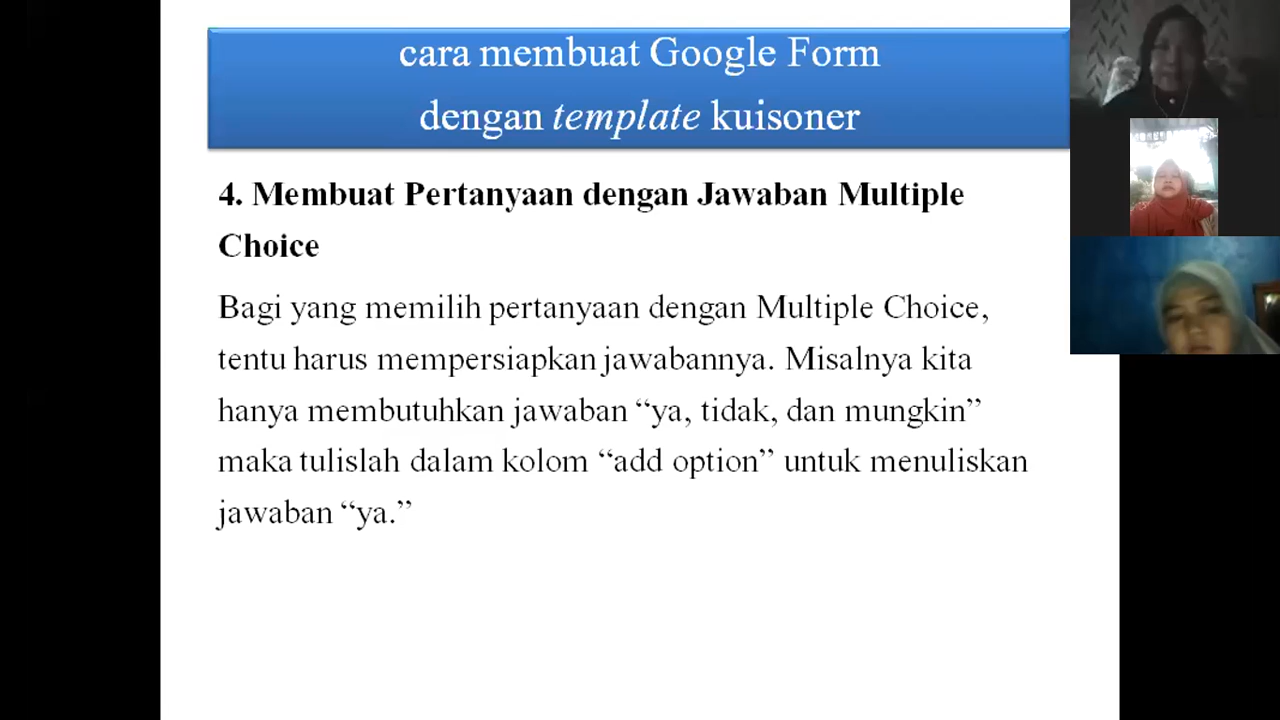 cara membuat Google Form
dengan template kuisoner
4. Membuat Pertanyaan dengan Jawaban Multiple
Choice
Bagi yang memilih pertanyaan dengan Multiple Choice,
tentu harus mempersiapkan jawabannya. Misalnya kita
hanya membutuhkan jawaban “ya, tidak, dan mungkin”
maka tulislah dalam kolom “add option” untuk menuliskan
jawaban “ya.”